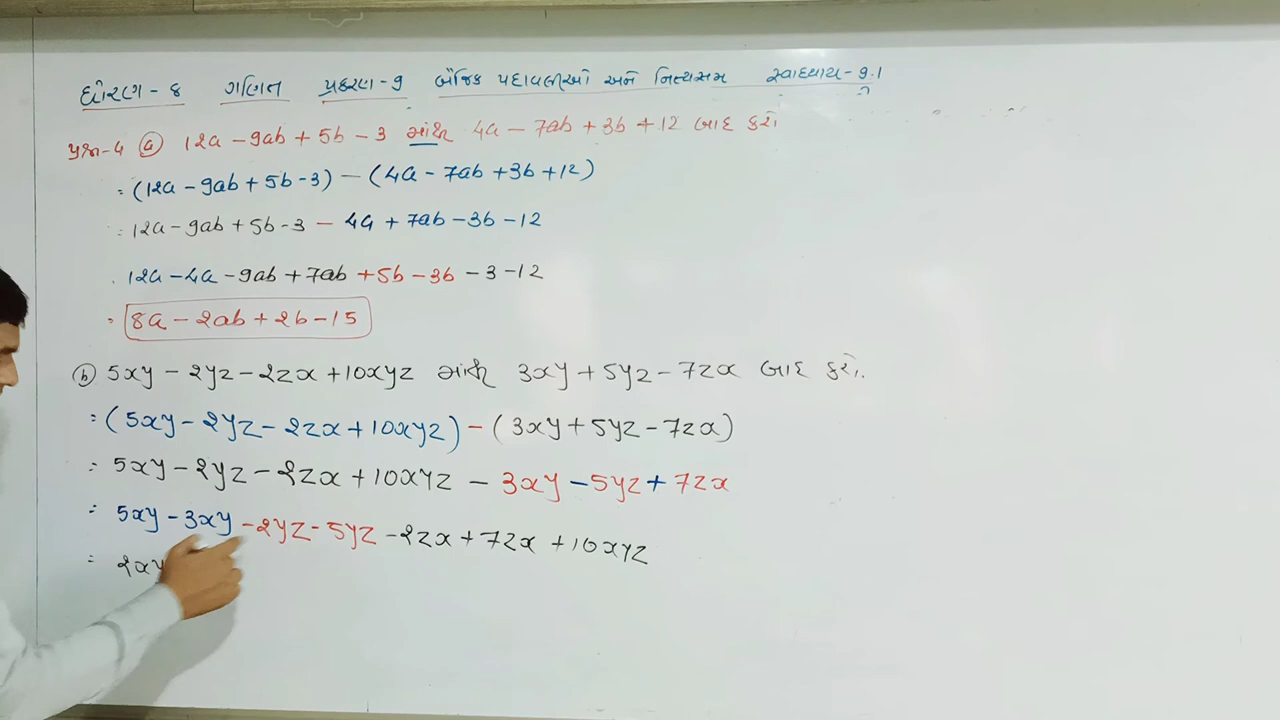 ધોરણ - ૪ ગણિત પ્રકરણ - 9 બૈજિક પદાવલીઓ અને નિત્યસમ સ્વાધ્યાય - 9.1
પ્રશ્ન-4 (a) 12a - 9ab + 5b - 3 માંથી 4a - 7ab + 3b + 12 બાદ કરો
= (12a - 9ab + 5b - 3) - (4a - 7ab + 3b + 12)
= 12a - 9ab + 5b - 3 - 4a + 7ab - 3b - 12
12a - 4a - 9ab + 7ab + 5b - 3b - 3 - 12
= 8a - 2ab + 2b - 15
(b) 5xy - 2yz - 2zx + 10xyz માંથી 3xy + 5yz - 7zx બાદ કરો.
= (5xy - 2yz - 2zx + 10xyz) - (3xy + 5yz - 7zx)
= 5xy - 2yz - 2zx + 10xyz - 3xy - 5yz + 7zx
= 5xy - 3xy - 2yz - 5yz - 2zx + 7zx + 10xyz
= 2xy